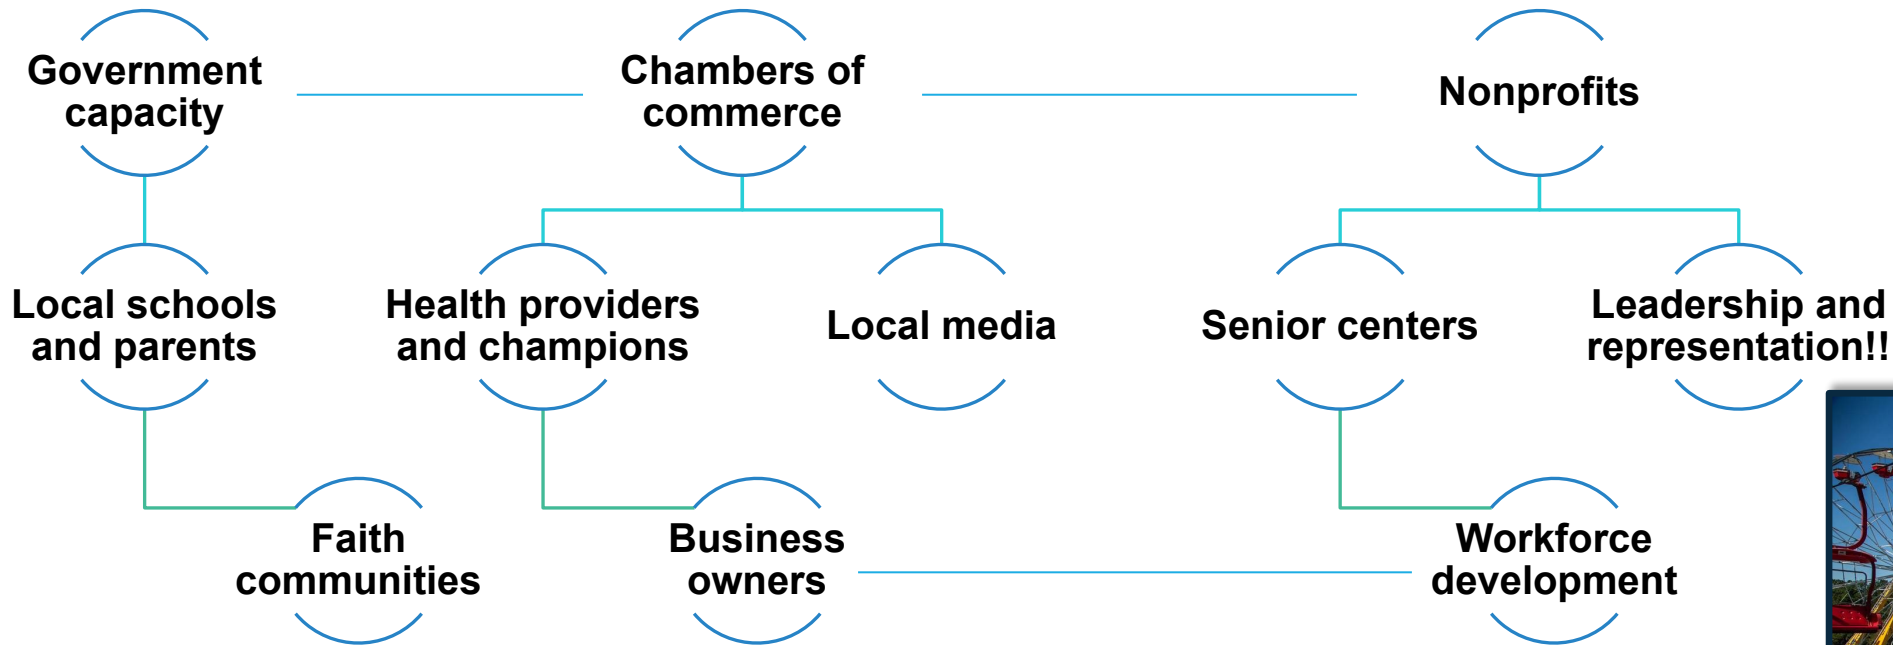 Government
capacity
Chambers of
commerce
Nonprofits
Local schools
and parents
Health providers
and champions
Local media
Senior centers
Leadership and
representation!!
Faith
communities
Business
owners
Workforce
development